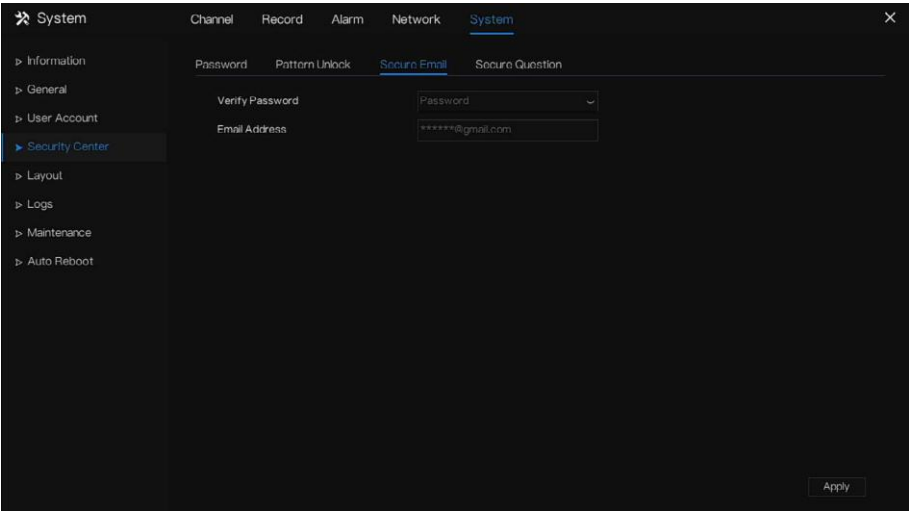 System
Channel Record Alarm Network System
Information
General
User Account
Security Center
Layout
Logs
Maintenance
Auto Reboot
Password Pattern Unlock Secure Email Secure Question
Verify Password Password
Email Address ******@gmail.com
Apply